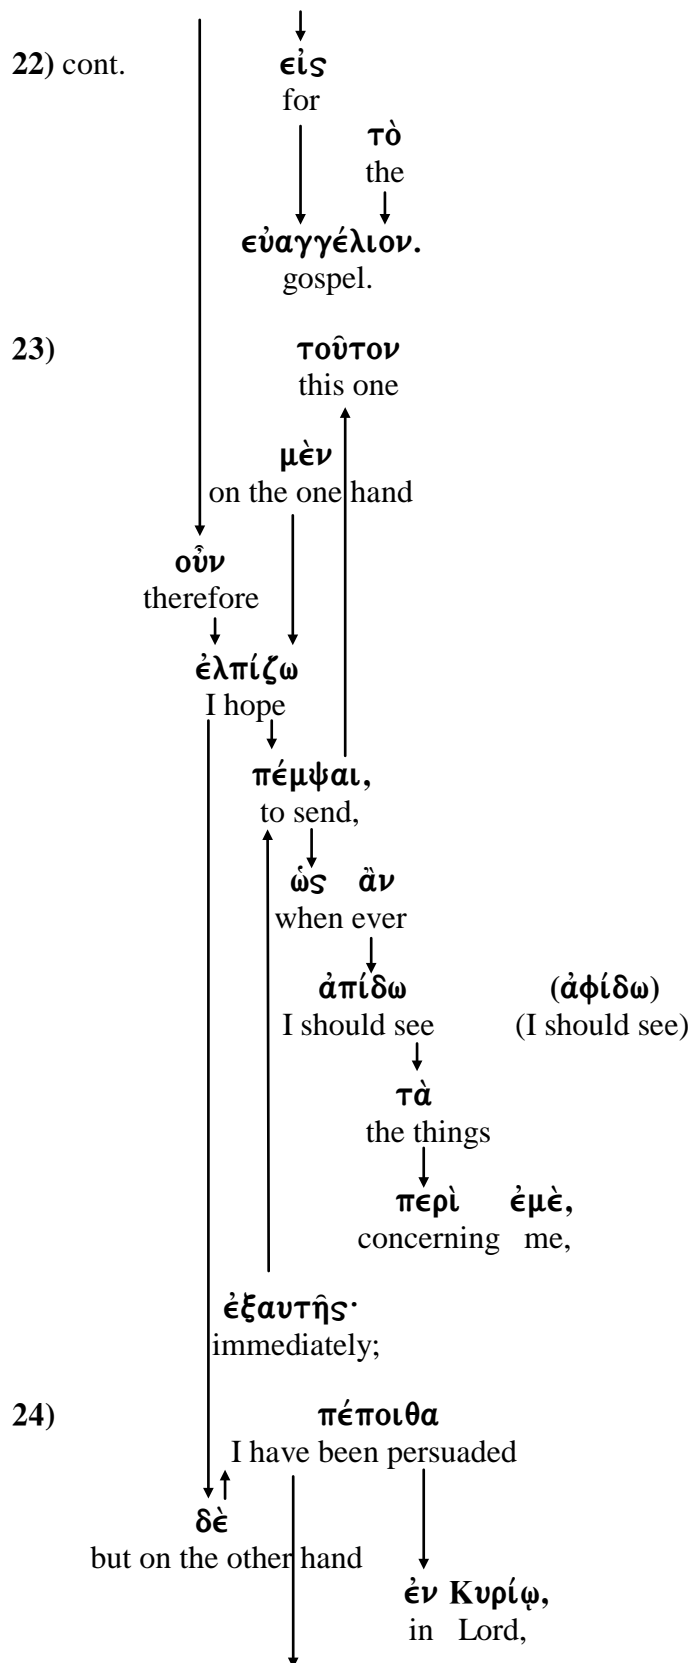 22) cont. εἰς
for
τὸ
the
εὐαγγέλιον.
gospel.
23) τοῦτον
this one
μὲν
on the one hand
οὖν
therefore
ἐλπίζω
I hope
πέμψαι,
to send,
ὡς ἂν
when ever
ἀπίδω (ἀφίδω)
I should see (I should see)
τὰ
the things
περὶ ἐμὲ,
concerning me,
ἐξαυτῆς·
immediately;
24) πέποιθα
I have been persuaded
δὲ
but on the other hand
ἐν Κυρίῳ,
in Lord,